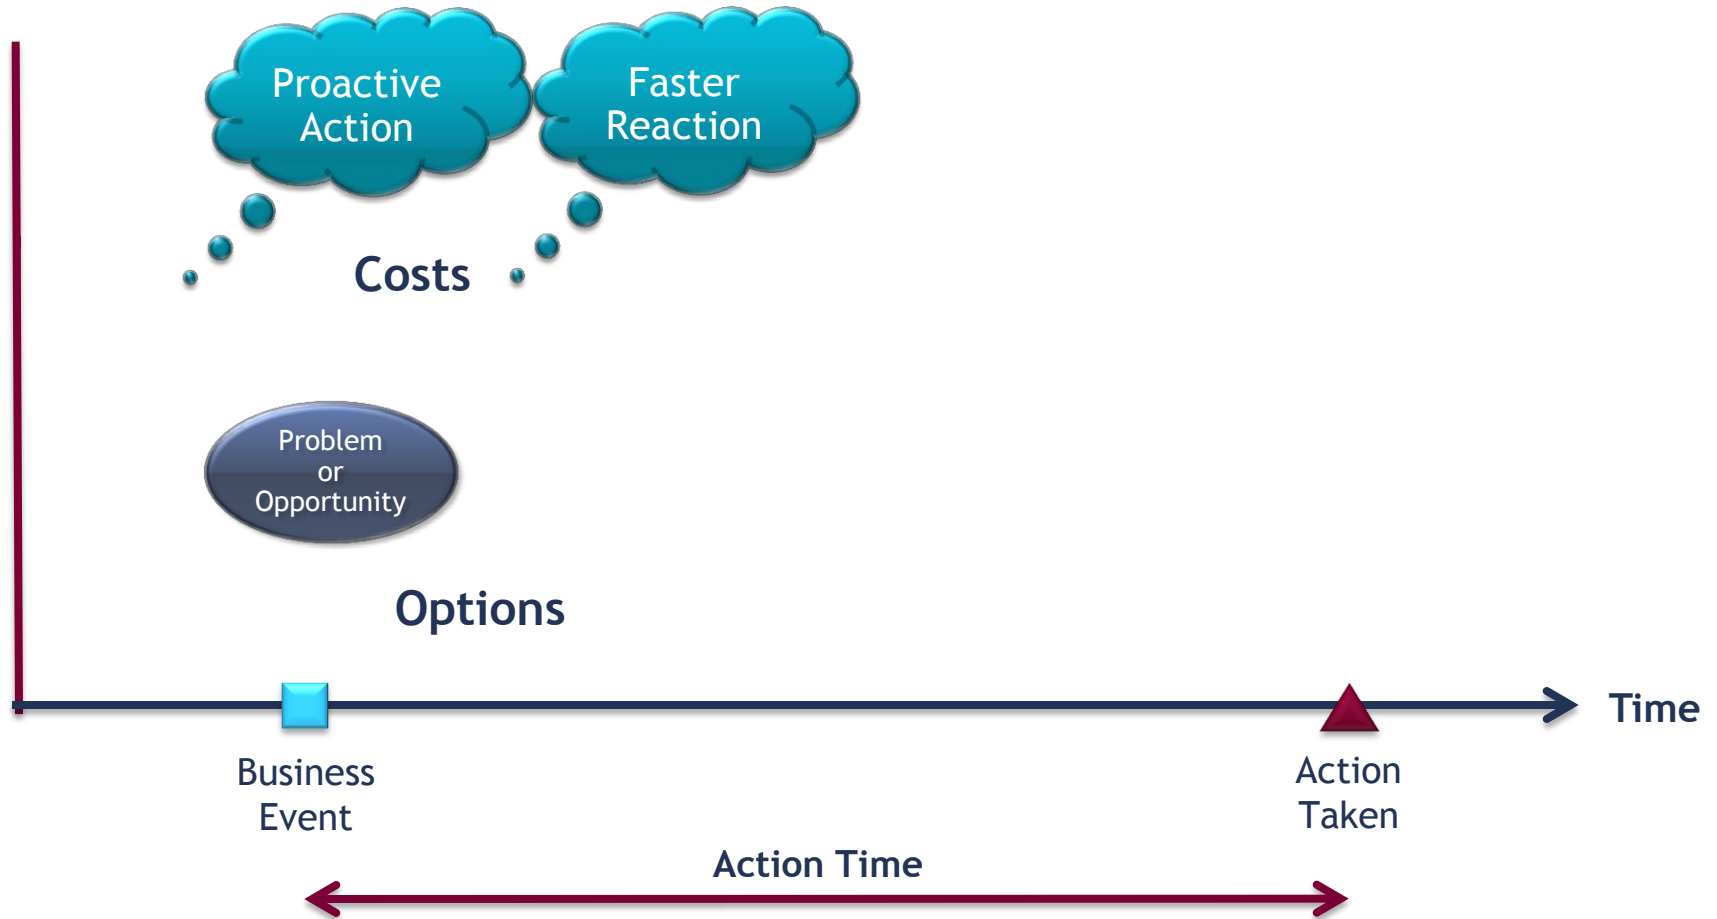 Proactive
Action
Faster
Reaction
Costs
Problem
or
Opportunity
Options
Time
Business
Event
Action
Taken
Action Time